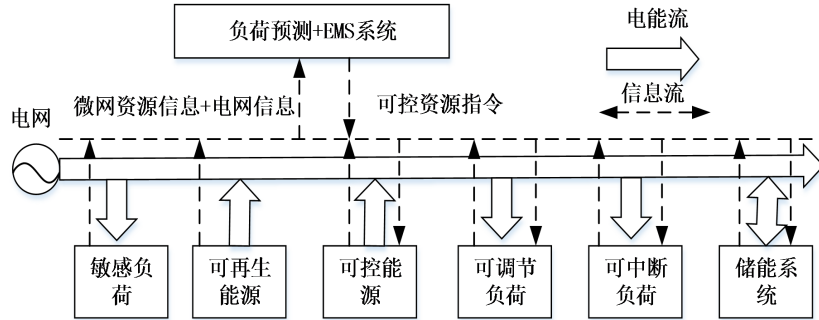 负荷预测+EMS系统
电能流
信息流
微网资源信息+电网信息
可控资源指令
电网
敏感负
荷
可再生
能源
可控能
源
可调节
负荷
可中断
负荷
储能系
统